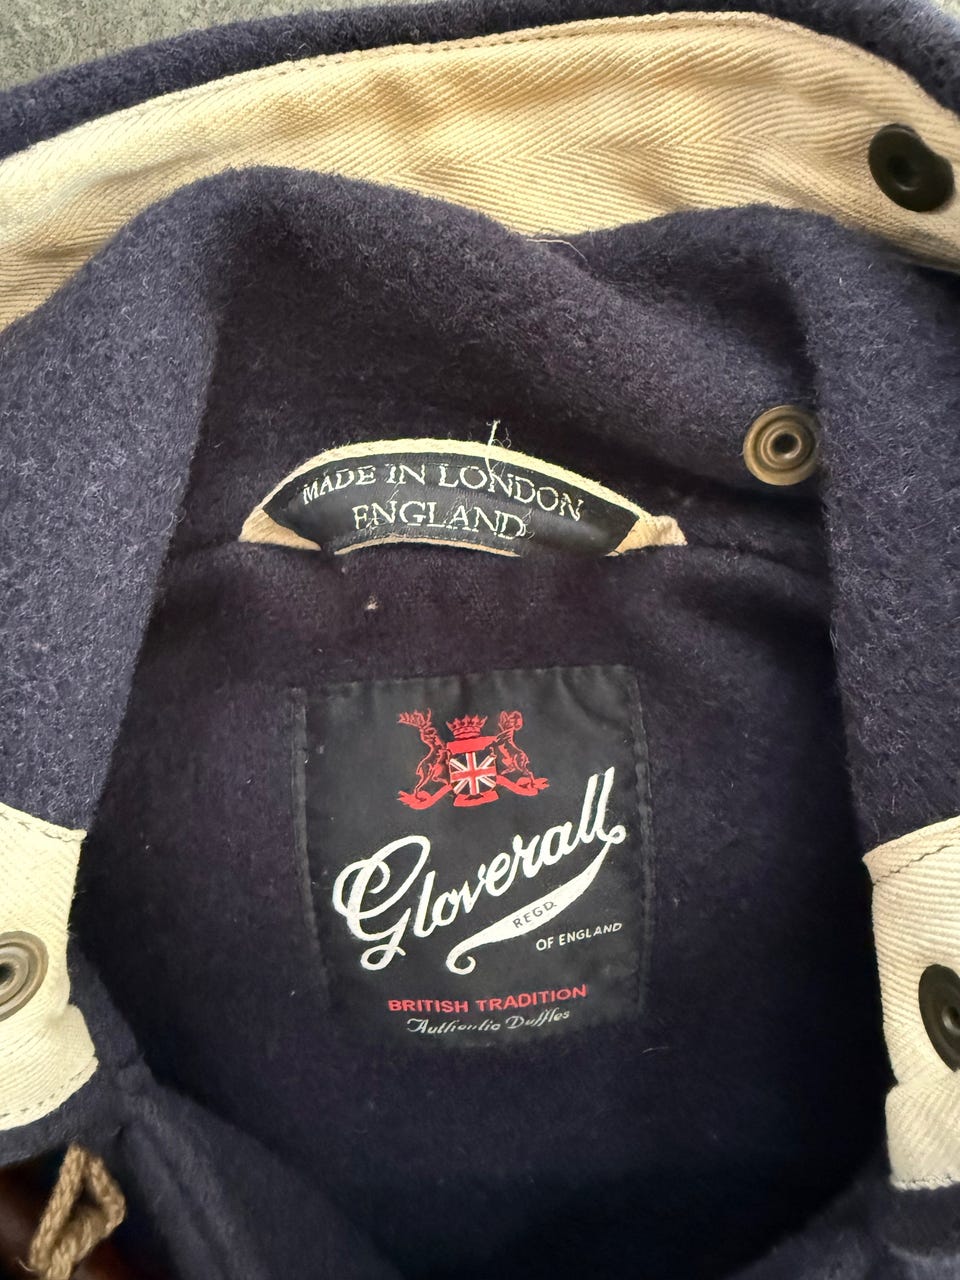 MADE IN LONDON
ENGLAND
Gloverall
REGD.
OF ENGLAND
BRITISH TRADITION
Authentic Duffles